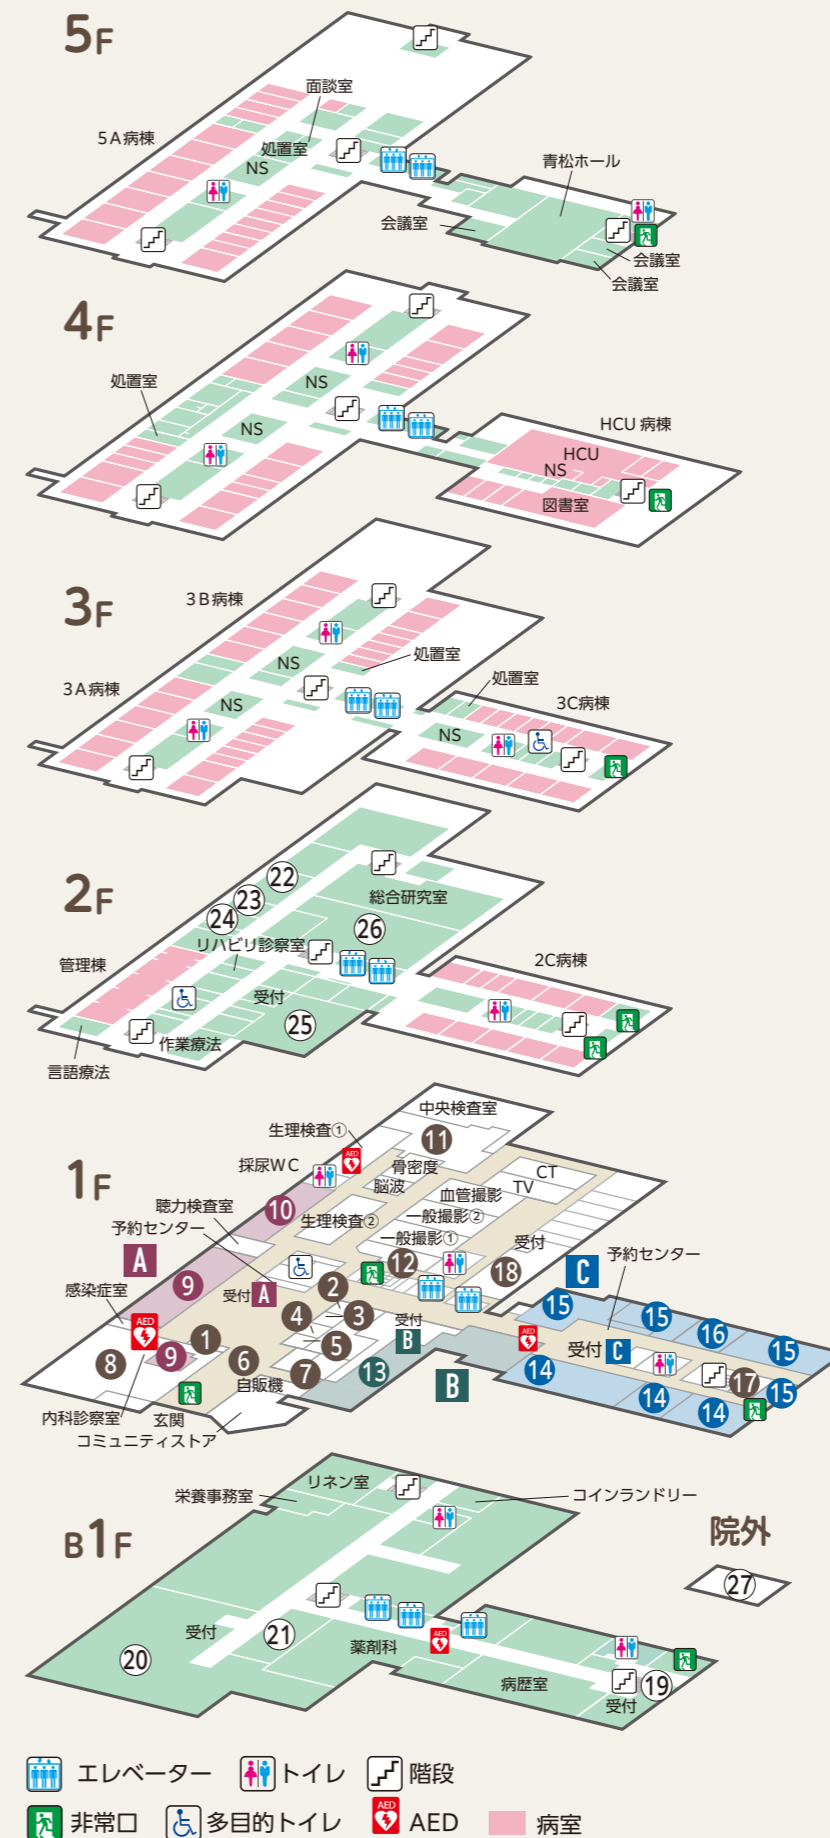 5F
面談室
5A病棟
処置室
NS
青松ホール
会議室
会議室
会議室
4F
処置室
NS
NS
HCU 病棟
HCU
NS
図書室
3F
3B病棟
処置室
NS
3A病棟
NS
処置室
3C病棟
NS
2F
22
23
24
総合研究室
26
リハビリ診察室
管理棟
受付
25
2C病棟
作業療法
言語療法
1F
中央検査室
生理検査①
11
採尿WC
AED
骨密度
脳波
CT
TV
血管撮影
聴力検査室
10
生理検査②
一般撮影②
予約センター
一般撮影①
受付
A
12
18
予約センター
C
感染症室
9
受付 A
2
15
15
16
15
4
3
受付
B
AED
AED
1
5
受付 C
8
9
6
7
13
14
17
15
自販機
B
14
14
内科診察室
玄関
コミュニティストア
B1F
リネン室
栄養事務室
コインランドリー
院外
27
受付
21
薬剤科
AED
20
病歴室
19
受付
エレベーター
トイレ
階段
非常口
多目的トイレ
AED
AED
病室